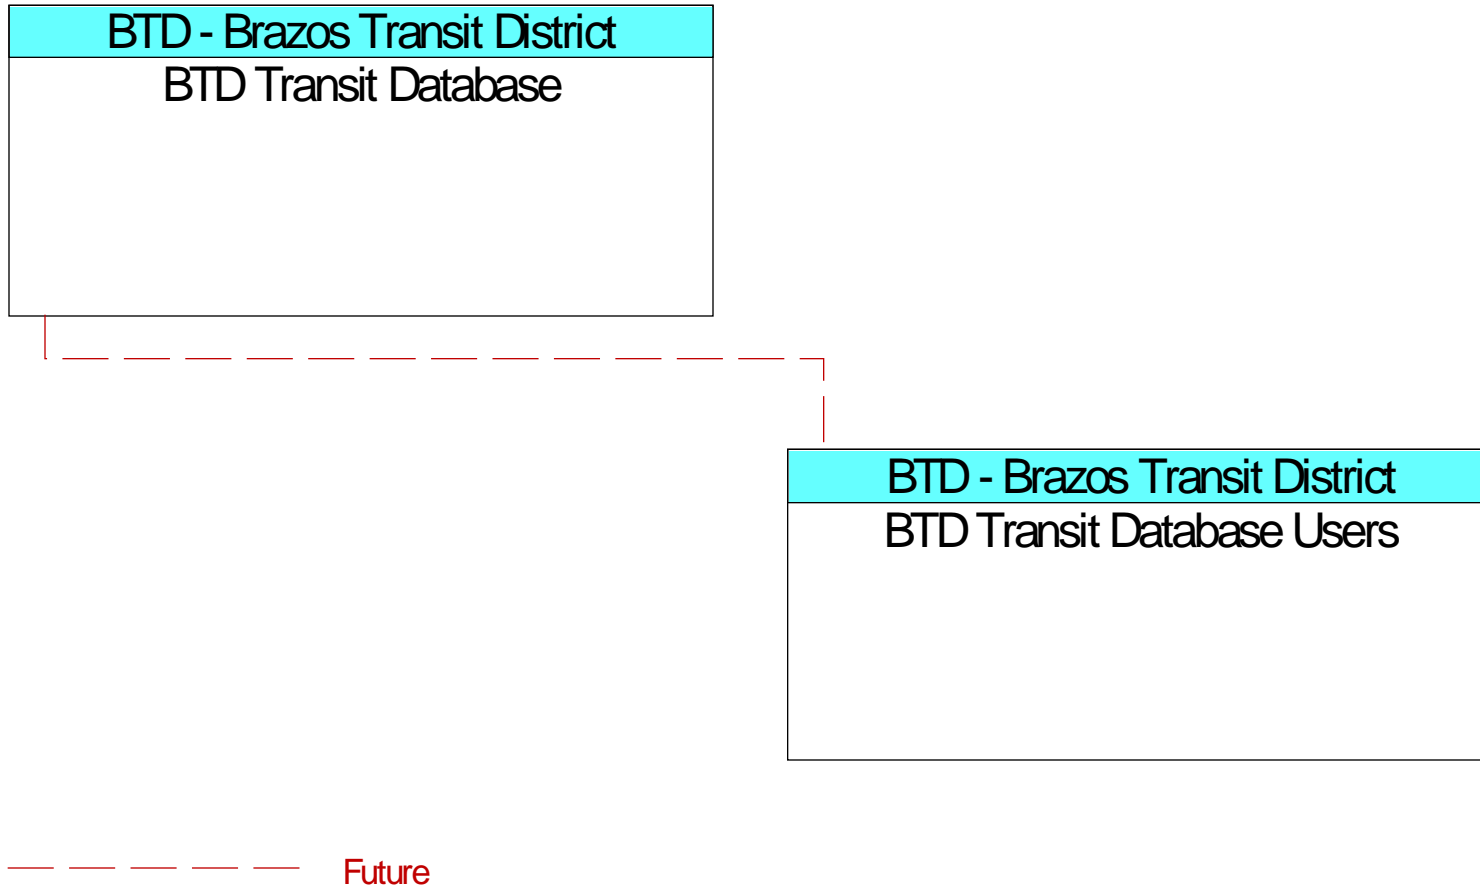 BTD - Brazos Transit District
BTD Transit Database
BTD - Brazos Transit District
BTD Transit Database Users
Future